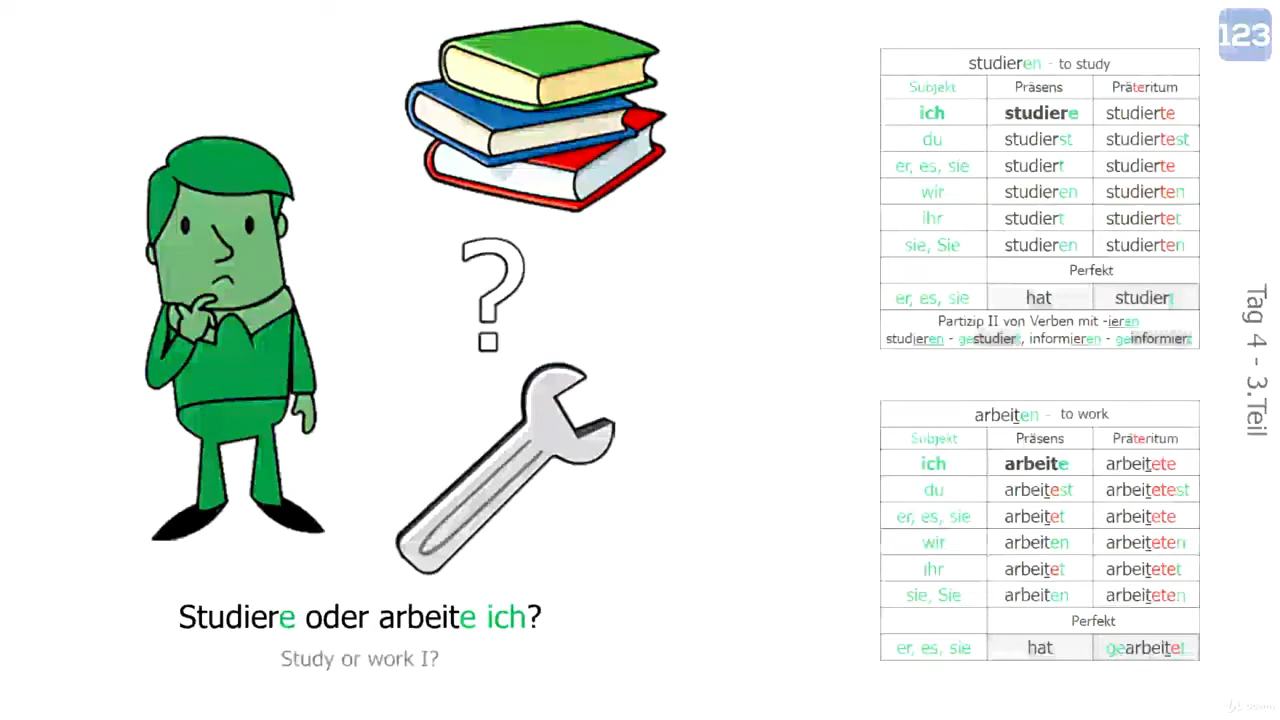 123
studieren - to study
Subjekt Präsens Präteritum
ich studiere studierte
du studierst studiertest
er, es, sie studiert studierte
wir studieren studierten
ihr studiert studiertet
sie, Sie studieren studierten
Perfekt
er, es, sie hat studiert
Partizip II von Verben mit -ieren
studieren - gestudiert, informieren - geinformiert
arbeiten - to work
Subjekt Präsens Präteritum
ich arbeite arbeitete
du arbeitest arbeitetest
er, es, sie arbeitet arbeitete
wir arbeiten arbeiteten
ihr arbeitet arbeitetet
sie, Sie arbeiten arbeiteten
Perfekt
er, es, sie hat gearbeitet
Tag 4 - 3.Teil
?
Studiere oder arbeite ich?
Study or work I?